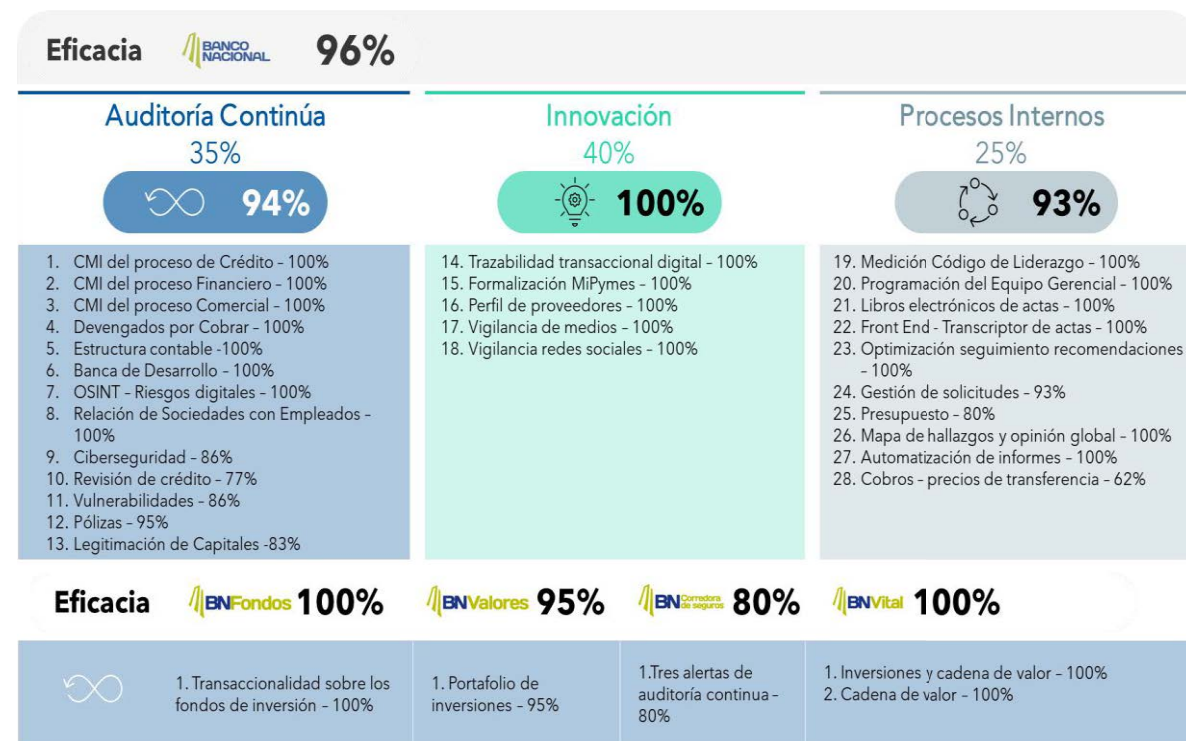 Eficacia BANCO NACIONAL 96%
Auditoría Continúa
35%
94%
1. CMI del proceso de Crédito - 100%
2. CMI del proceso Financiero - 100%
3. CMI del proceso Comercial - 100%
4. Devengados por Cobrar - 100%
5. Estructura contable -100%
6. Banca de Desarrollo - 100%
7. OSINT - Riesgos digitales - 100%
8. Relación de Sociedades con Empleados -
100%
9. Ciberseguridad - 86%
10. Revisión de crédito - 77%
11. Vulnerabilidades - 86%
12. Pólizas - 95%
13. Legitimación de Capitales -83%
Innovación
40%
100%
14. Trazabilidad transaccional digital - 100%
15. Formalización MiPymes - 100%
16. Perfil de proveedores - 100%
17. Vigilancia de medios - 100%
18. Vigilancia redes sociales - 100%
Procesos Internos
25%
93%
19. Medición Código de Liderazgo - 100%
20. Programación del Equipo Gerencial - 100%
21. Libros electrónicos de actas - 100%
22. Front End - Transcriptor de actas - 100%
23. Optimización seguimiento recomendaciones
- 100%
24. Gestión de solicitudes - 93%
25. Presupuesto - 80%
26. Mapa de hallazgos y opinión global - 100%
27. Automatización de informes - 100%
28. Cobros - precios de transferencia - 62%
Eficacia BNFondos 100% BNValores 95% BN Corredora de seguros 80% BNVital 100%
1. Transaccionalidad sobre los
fondos de inversión - 100%
1. Portafolio de
inversiones - 95%
1.Tres alertas de
auditoría continua -
80%
1. Inversiones y cadena de valor - 100%
2. Cadena de valor - 100%